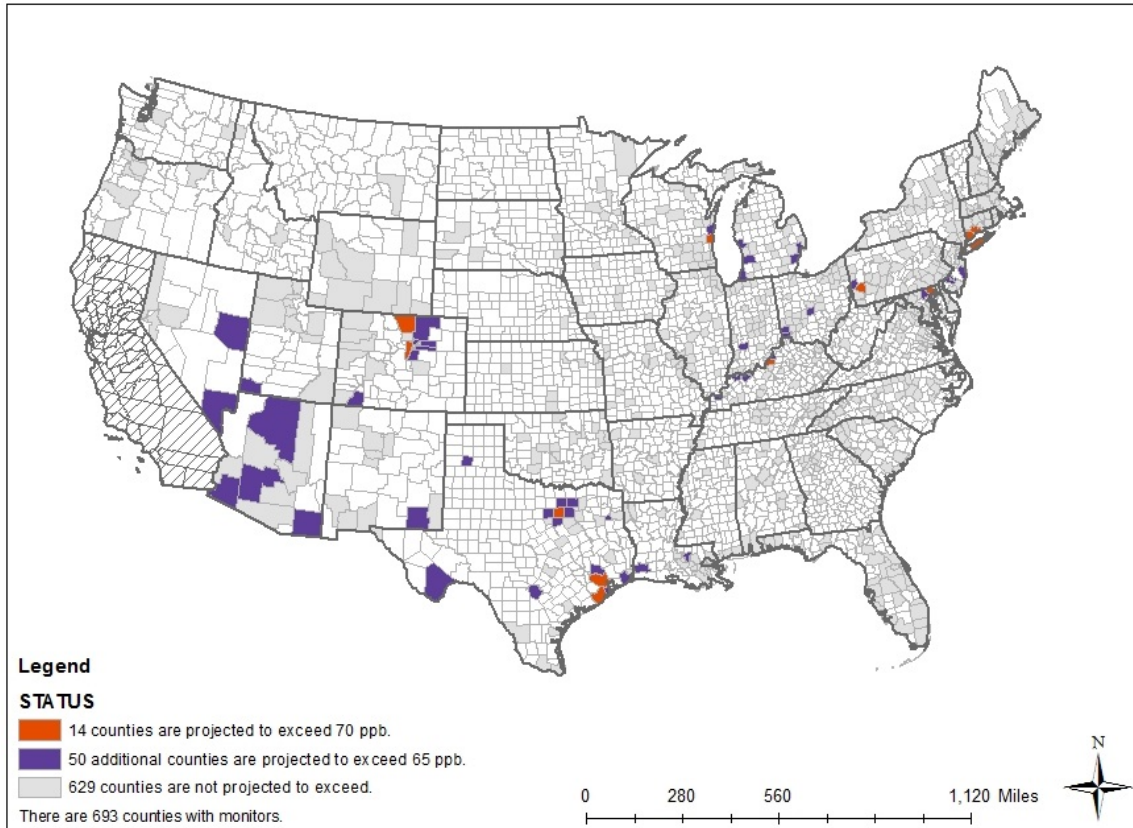 Legend
STATUS
14 counties are projected to exceed 70 ppb.
50 additional counties are projected to exceed 65 ppb.
629 counties are not projected to exceed.
There are 693 counties with monitors.
0 280 560 1,120 Miles
N